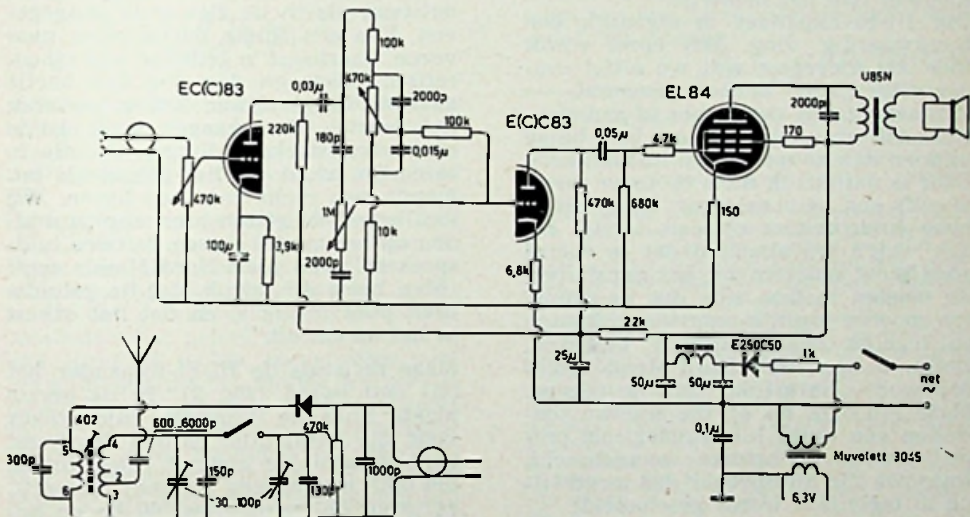 EC(C)83
470k
100µ
3,9k
220k
0,03µ
180p
1M
2000p
100k
470k
2000p
0,015µ
100k
10k
E(C)C83
6,8k
0,05µ
470k
680k
4,7k
EL84
150
170
2000p
U85N
22k
25µ
50µ
50µ
E250C50
1k
net
~
0,1µ
Muvolett 3045
6,3V
300p
402
5
6
4
2
3
600..6000p
150p
30...100p
130p
470k
1000p